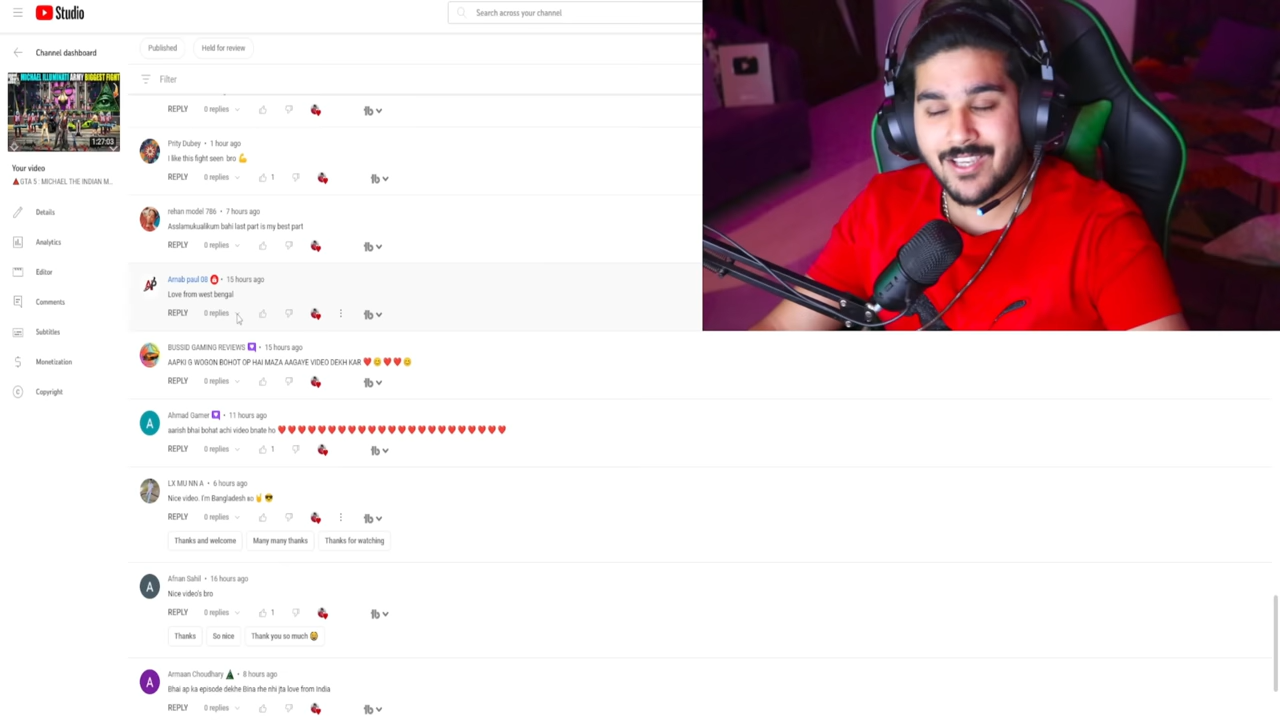 Studio
Search across your channel
Channel dashboard
Published
Held for review
MICHAEL ILLUMINATI ARMY BIGGEST FIGHT
1:27:03
Filter
REPLY 0 replies
Your video
GTA 5 : MICHAEL THE INDIAN M...
Details
Analytics
Editor
Comments
Subtitles
Monetization
Copyright
Prity Dubey • 1 hour ago
I like this fight seen bro 💪
REPLY 0 replies 1
rehan model 786 • 7 hours ago
Asslamukualikum bahi last part is my best part
REPLY 0 replies
Arnab paul 08 • 15 hours ago
Love from west bengal
REPLY 0 replies
BUSSID GAMING REVIEWS • 15 hours ago
AAPKI G WOGON BOHOT OP HAI MAZA AAGAYE VIDEO DEKH KAR ❤😊❤❤😊
REPLY 0 replies
A
Ahmad Gamer • 11 hours ago
aarish bhai bohat achi video bnate ho ❤❤❤❤❤❤❤❤❤❤❤❤❤❤❤❤❤❤❤❤❤❤❤
REPLY 0 replies 1
LX MU NN A • 6 hours ago
Nice video. I'm Bangladesh so 🤘 😎
REPLY 0 replies
Thanks and welcome
Many many thanks
Thanks for watching
A
Afnan Sahil • 16 hours ago
Nice video's bro
REPLY 0 replies 1
Thanks
So nice
Thank you so much
A
Armaan Choudhary • 8 hours ago
Bhai ap ka episode dekhe Bina rhe nhi jta love from India
REPLY 0 replies